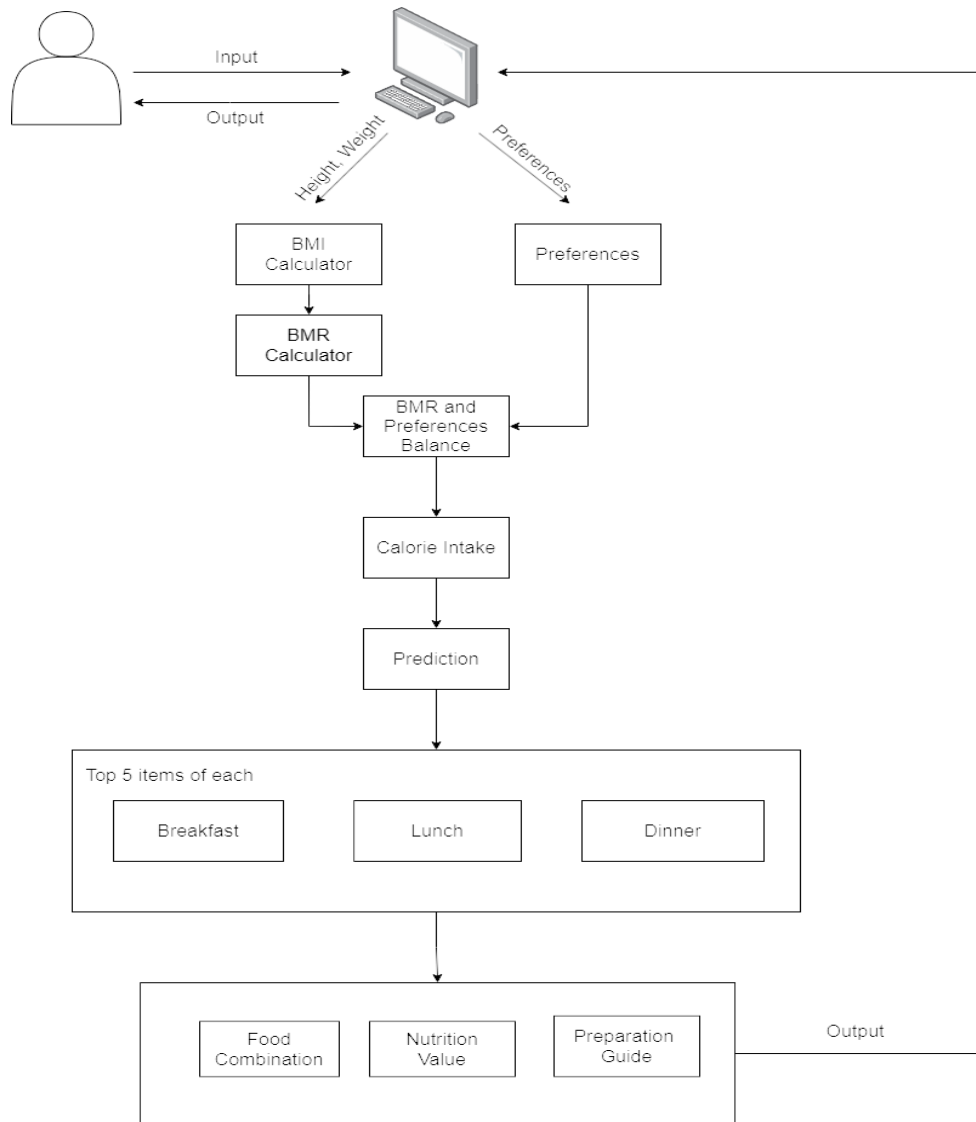 Input
Output
Height, Weight
Preferences
BMI
Calculator
Preferences
BMR
Calculator
BMR and
Preferences
Balance
Calorie Intake
Prediction
Top 5 items of each
Breakfast
Lunch
Dinner
Food
Combination
Nutrition
Value
Preparation
Guide
Output